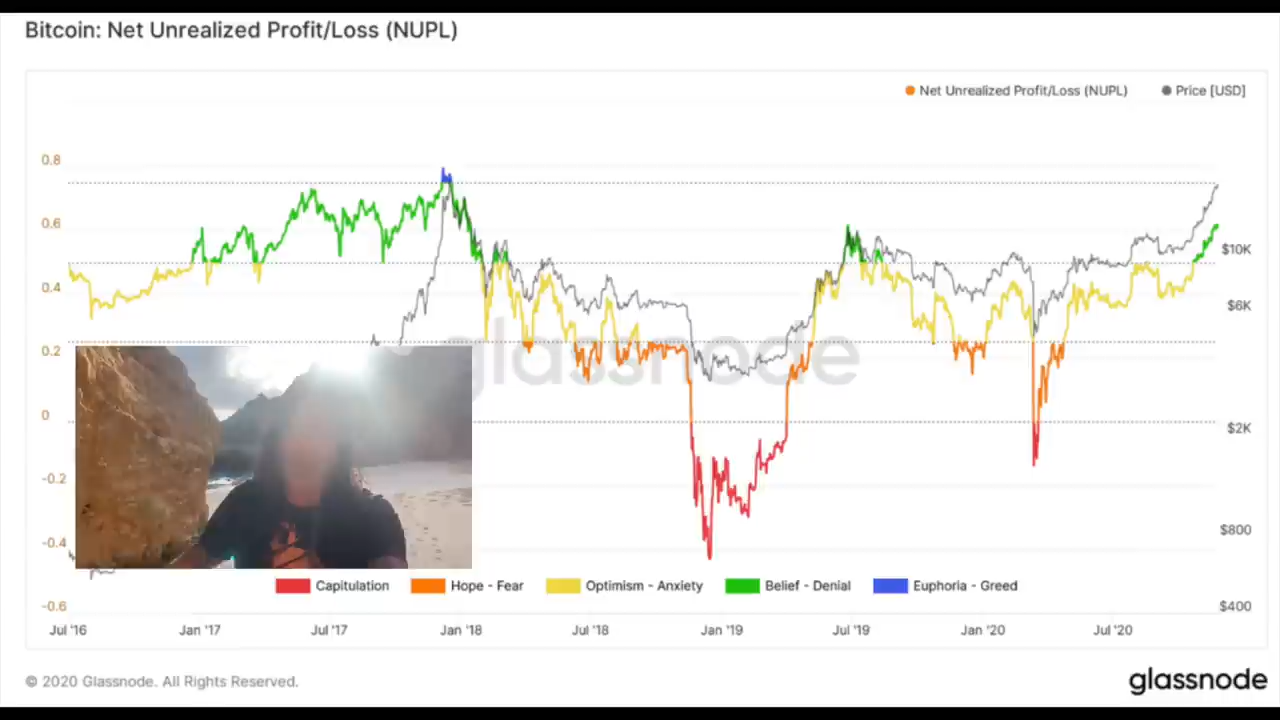 Bitcoin: Net Unrealized Profit/Loss (NUPL)
Net Unrealized Profit/Loss (NUPL) Price [USD]
0.8
0.6
0.4
0.2
0
-0.2
-0.4
-0.6
$10K
$6K
$2K
$800
$400
glassnode
Capitulation Hope - Fear Optimism - Anxiety Belief - Denial Euphoria - Greed
Jul '16 Jan '17 Jul '17 Jan '18 Jul '18 Jan '19 Jul '19 Jan '20 Jul '20
© 2020 Glassnode. All Rights Reserved.
glassnode